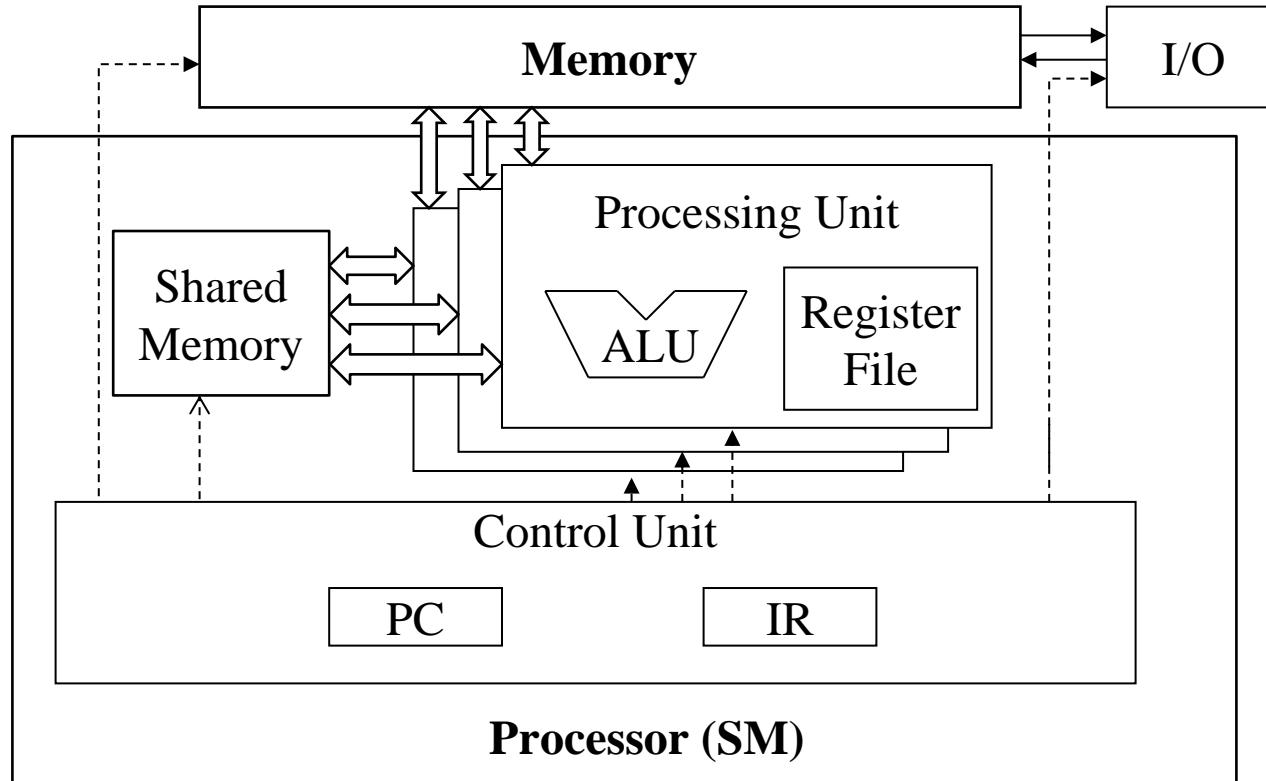 Memory
I/O
Processing Unit
Shared
Memory
ALU
Register
File
Control Unit
PC
IR
Processor (SM)